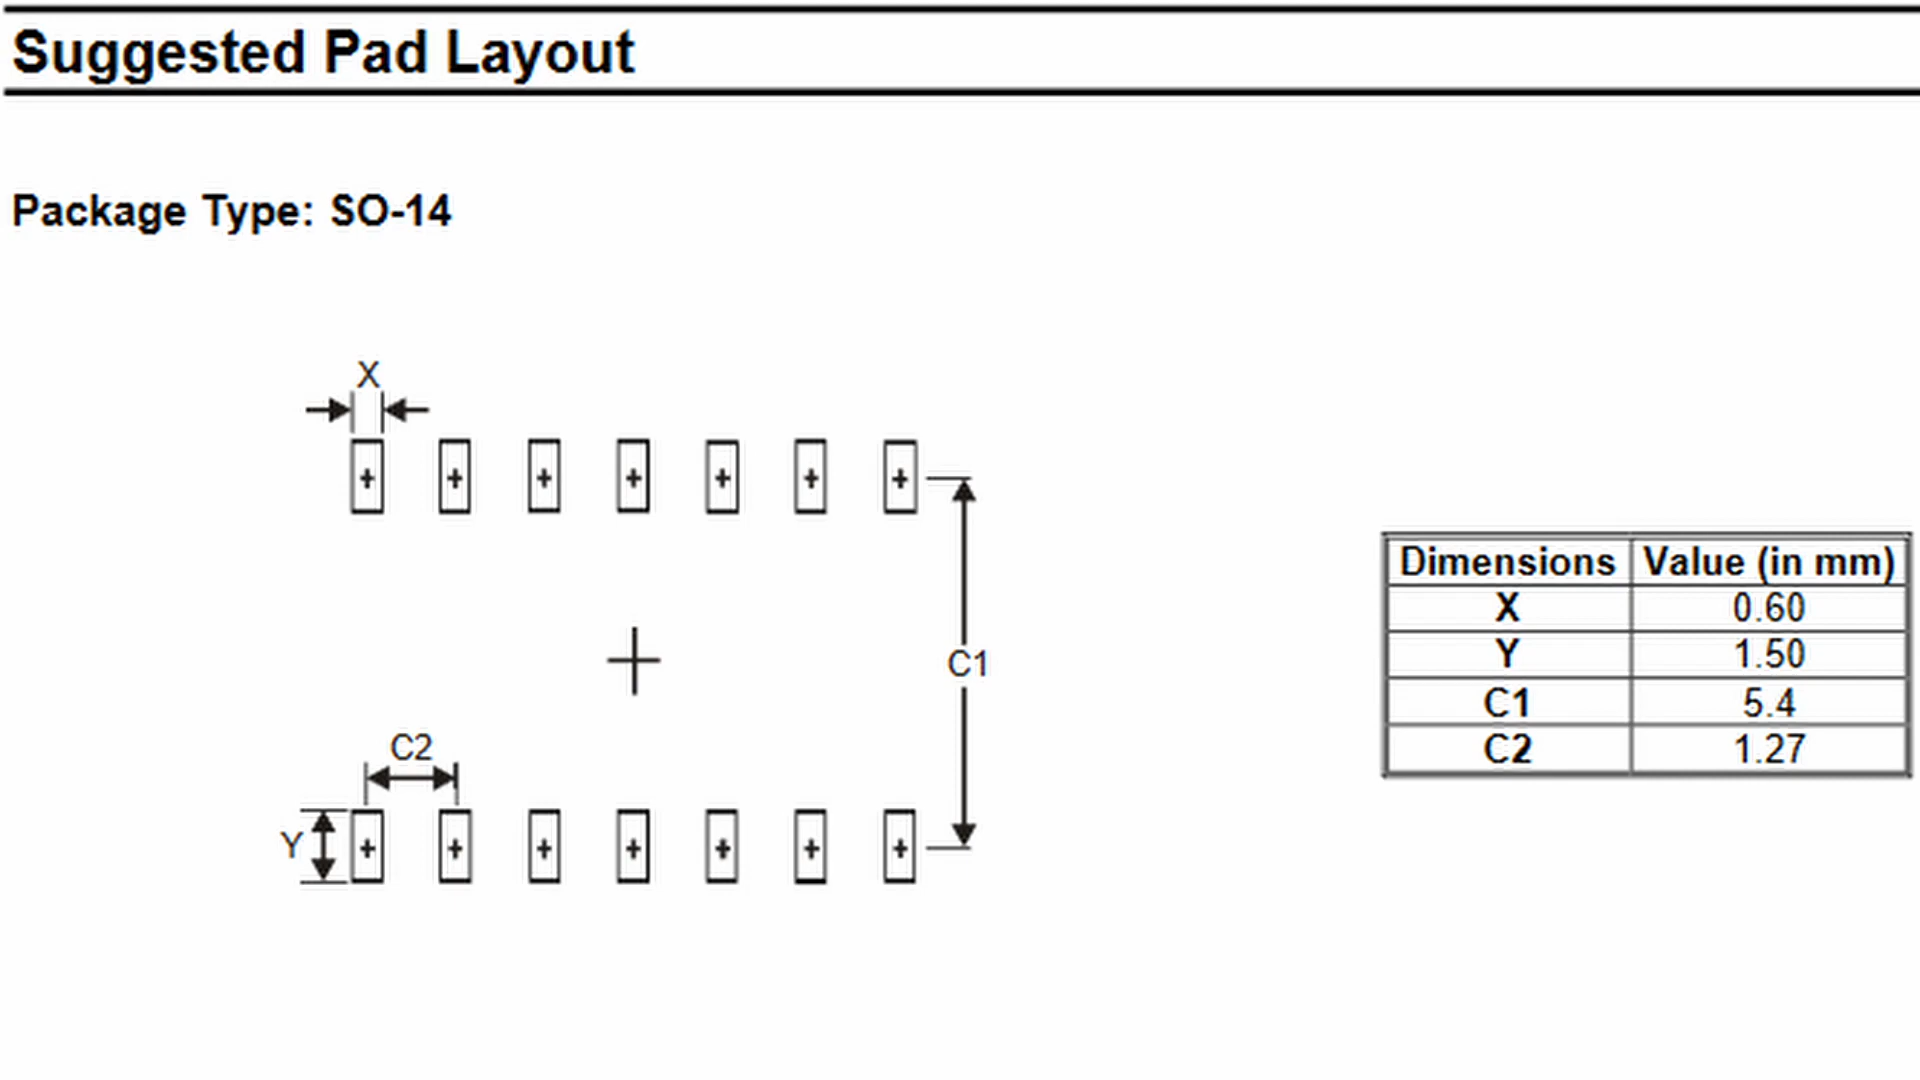 Suggested Pad Layout
Package Type: SO-14
X
C1
C2
Y
Dimensions Value (in mm)
X 0.60
Y 1.50
C1 5.4
C2 1.27